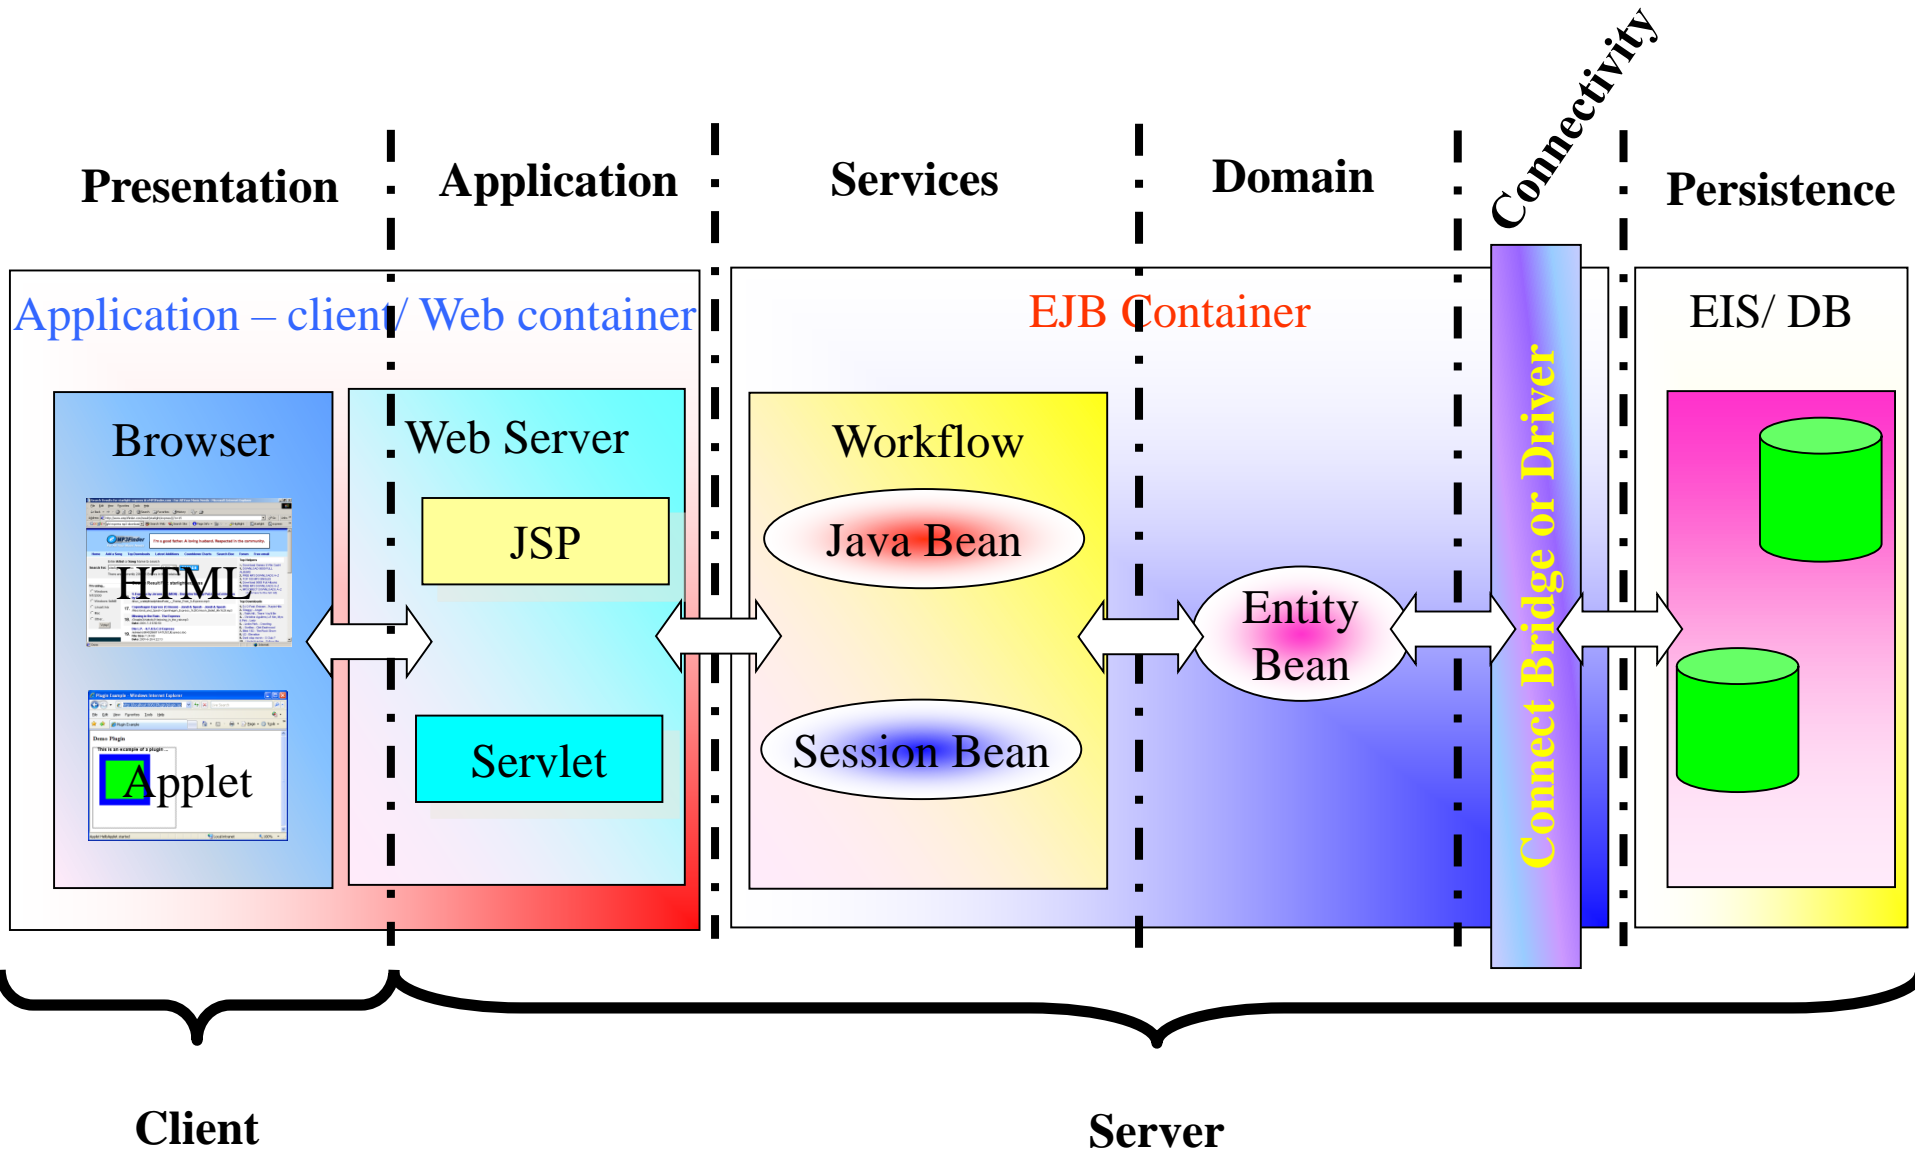 Connectivity
Presentation
Application
Services
Domain
Persistence
Application – client/ Web container
EJB Container
EIS/ DB
Browser
Web Server
Workflow
Connect Bridge or Driver
HTML
JSP
Java Bean
Entity
Bean
Applet
Servlet
Session Bean
Client
Server